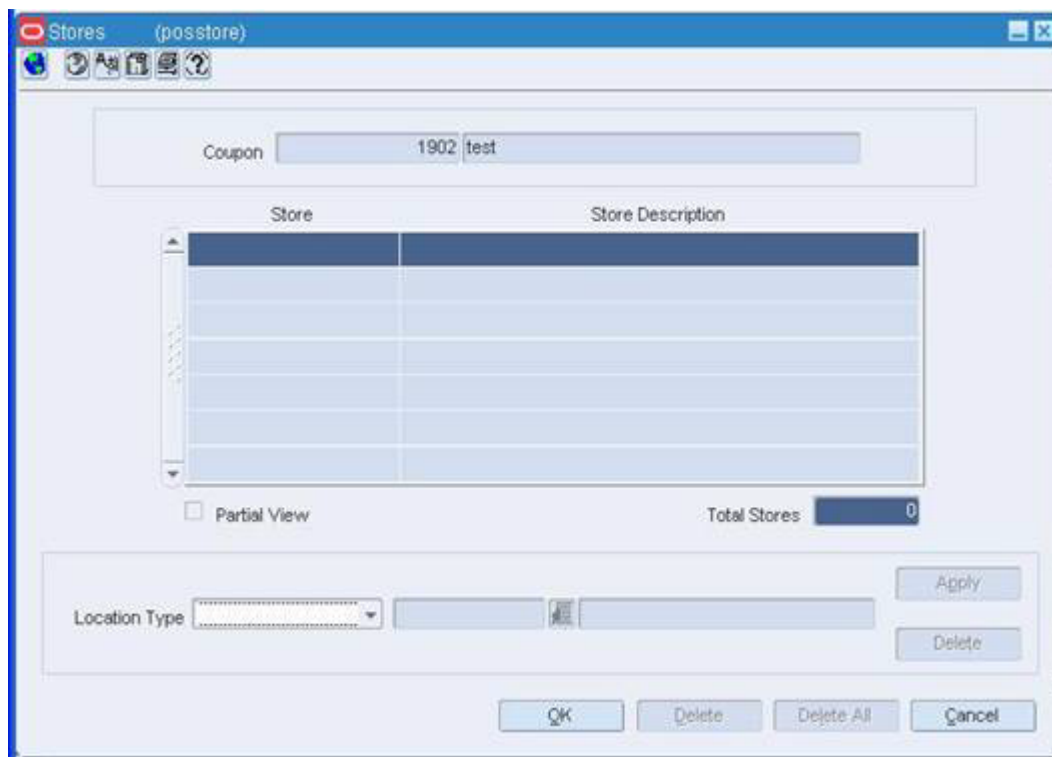 Stores (posstore)
Coupon 1902 test
Store Store Description
Partial View Total Stores 0
Apply
Location Type
Delete
OK Delete Delete All Cancel